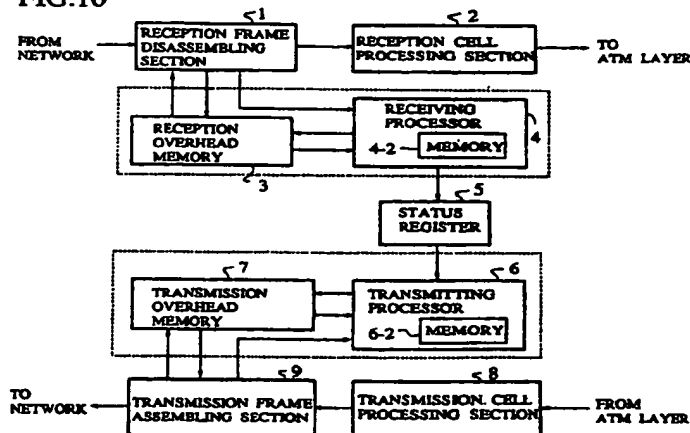 FIG.10
1
2
FROM NETWORK
RECEPTION FRAME
DISASSEMBLING
SECTION
RECEPTION CELL
PROCESSING SECTION
TO
ATM LAYER
RECEPTION
OVERHEAD
MEMORY
3
RECEIVING
PROCESSOR
4-2
MEMORY
4
5
STATUS
REGISTER
7
6
TRANSMISSION
OVERHEAD
MEMORY
TRANSMITTING
PROCESSOR
6-2
MEMORY
9
8
TO
NETWORK
TRANSMISSION FRAME
ASSEMBLING SECTION
TRANSMISSION. CELL
PROCESSING SECTION
FROM
ATM LAYER